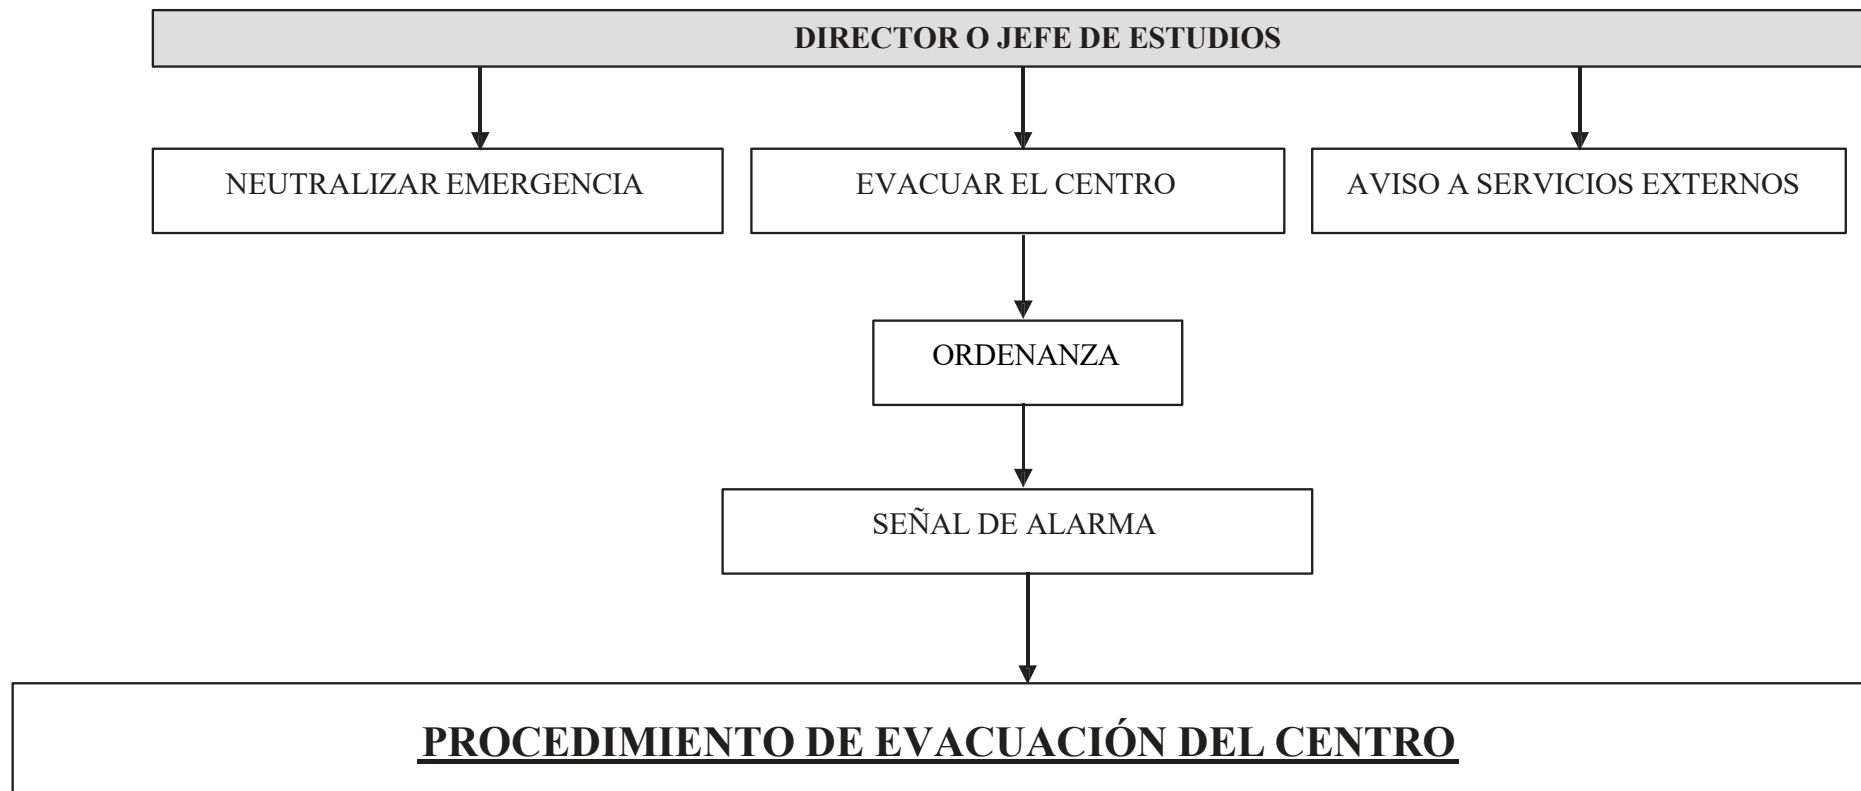 DIRECTOR O JEFE DE ESTUDIOS
NEUTRALIZAR EMERGENCIA
EVACUAR EL CENTRO
AVISO A SERVICIOS EXTERNOS
ORDENANZA
SEÑAL DE ALARMA
PROCEDIMIENTO DE EVACUACIÓN DEL CENTRO